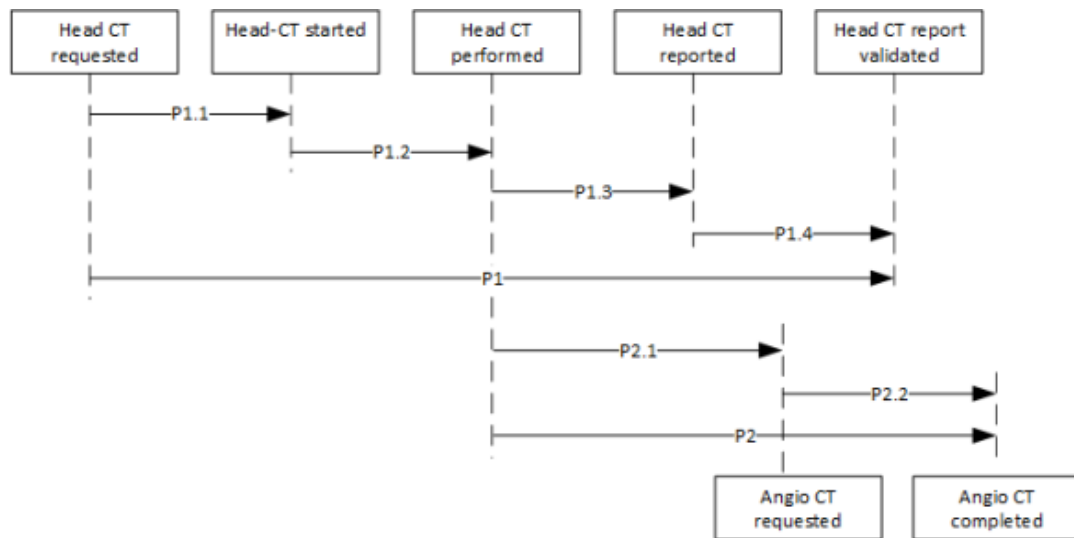 Head CT
requested
Head-CT started
Head CT
performed
Head CT
reported
Head CT report
validated
P1.1
P1.2
P1.3
P1.4
P1
P2.1
P2.2
P2
Angio CT
requested
Angio CT
completed